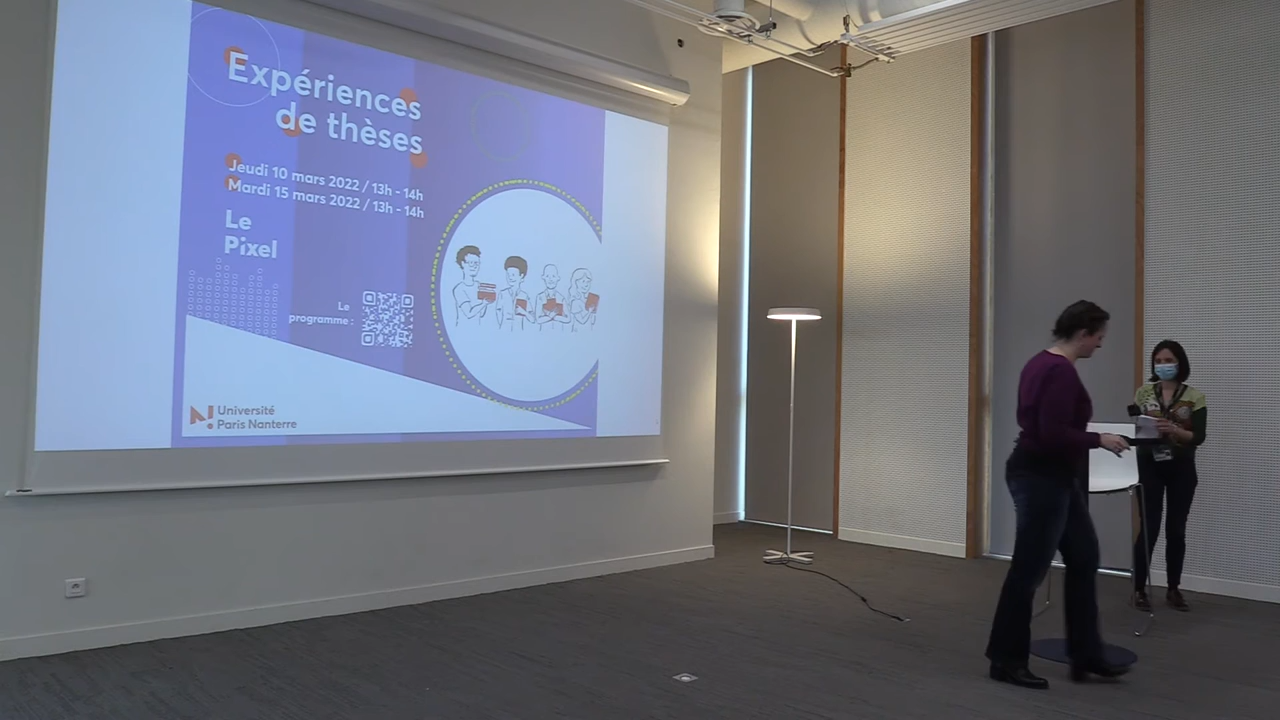 Expériences
de thèses
Jeudi 10 mars 2022 / 13h - 14h
Mardi 15 mars 2022 / 13h - 14h
Le
Pixel
Le
programme :
Université
Paris Nanterre